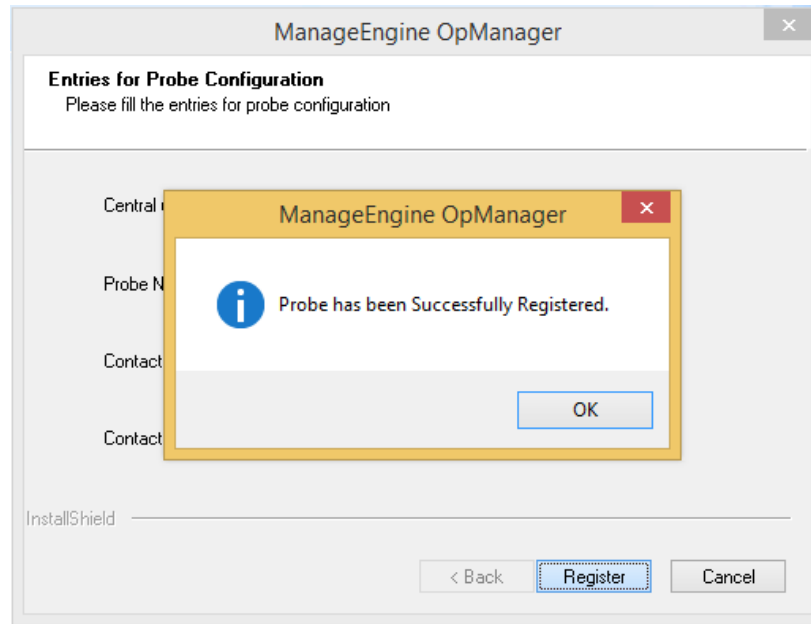 ManageEngine OpManager
Entries for Probe Configuration
Please fill the entries for probe configuration
Central
ManageEngine OpManager
Probe N
Probe has been Successfully Registered.
Contact
OK
Contact
InstallShield
< Back Register Cancel